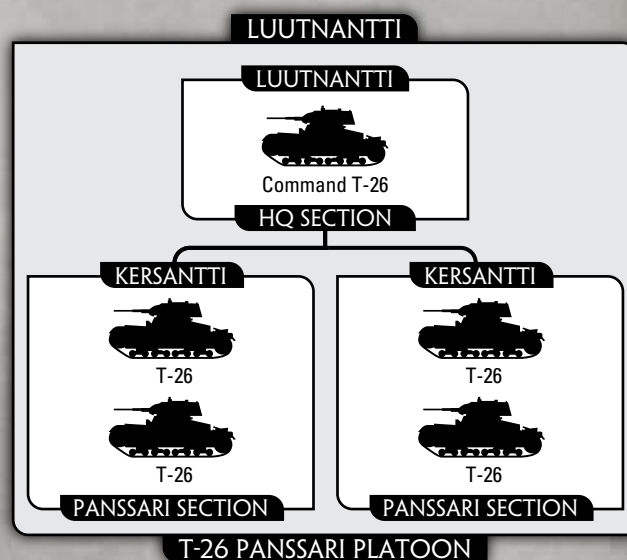 LUUTNANTTI
LUUTNANTTI
Command T-26
HQ SECTION
KERSANTTI
T-26
T-26
PANSSARI SECTION
KERSANTTI
T-26
T-26
PANSSARI SECTION
T-26 PANSSARI PLATOON